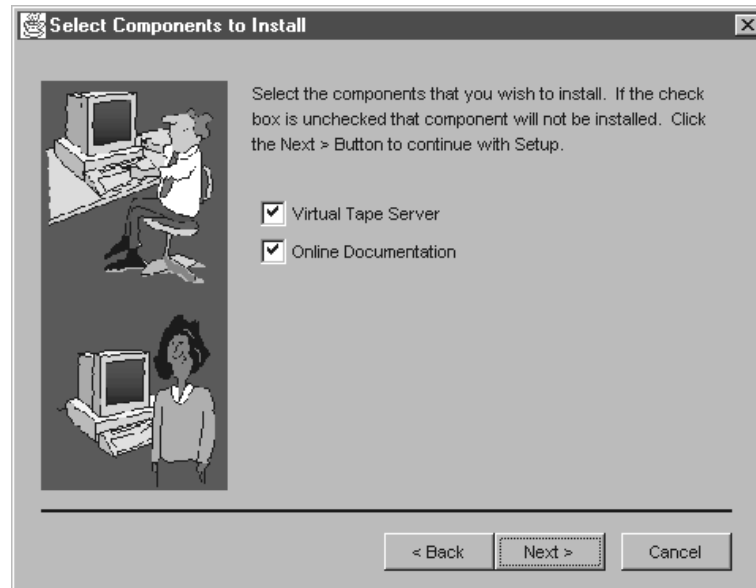 Select Components to Install
Select the components that you wish to install. If the check
box is unchecked that component will not be installed. Click
the Next > Button to continue with Setup.
Virtual Tape Server
Online Documentation
< Back
Next >
Cancel